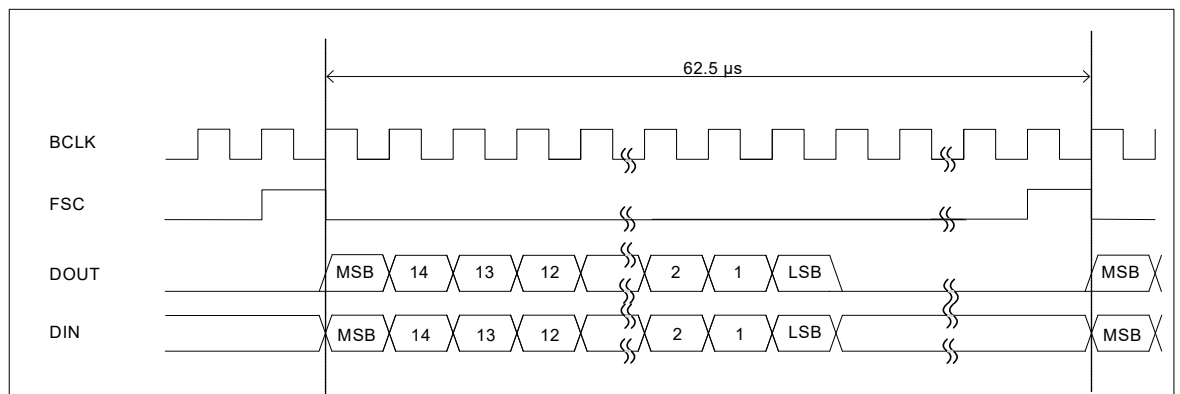 62.5 µs
BCLK
FSC
DOUT MSB 14 13 12 2 1 LSB MSB
DIN MSB 14 13 12 2 1 LSB MSB